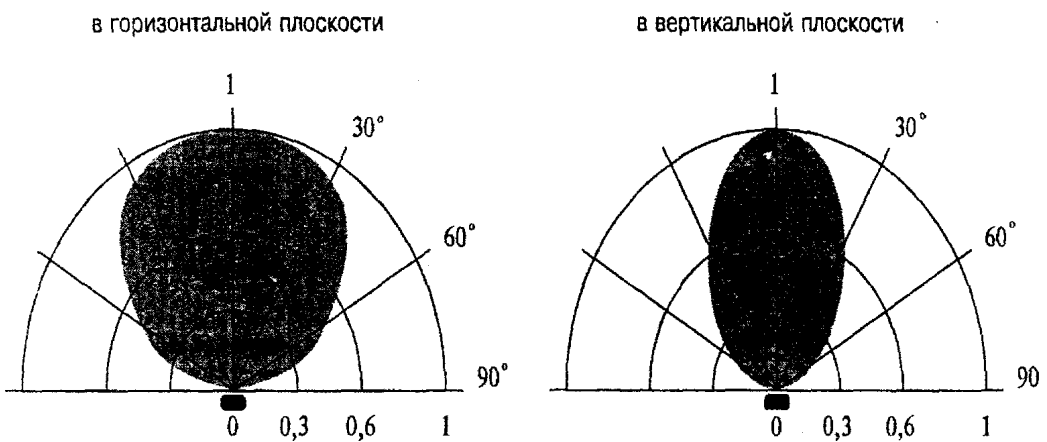 в горизонтальной плоскости
1
30°
60°
90°
0 0,3 0,6 1
в вертикальной плоскости
1
30°
60°
90
0 0,3 0,6 1